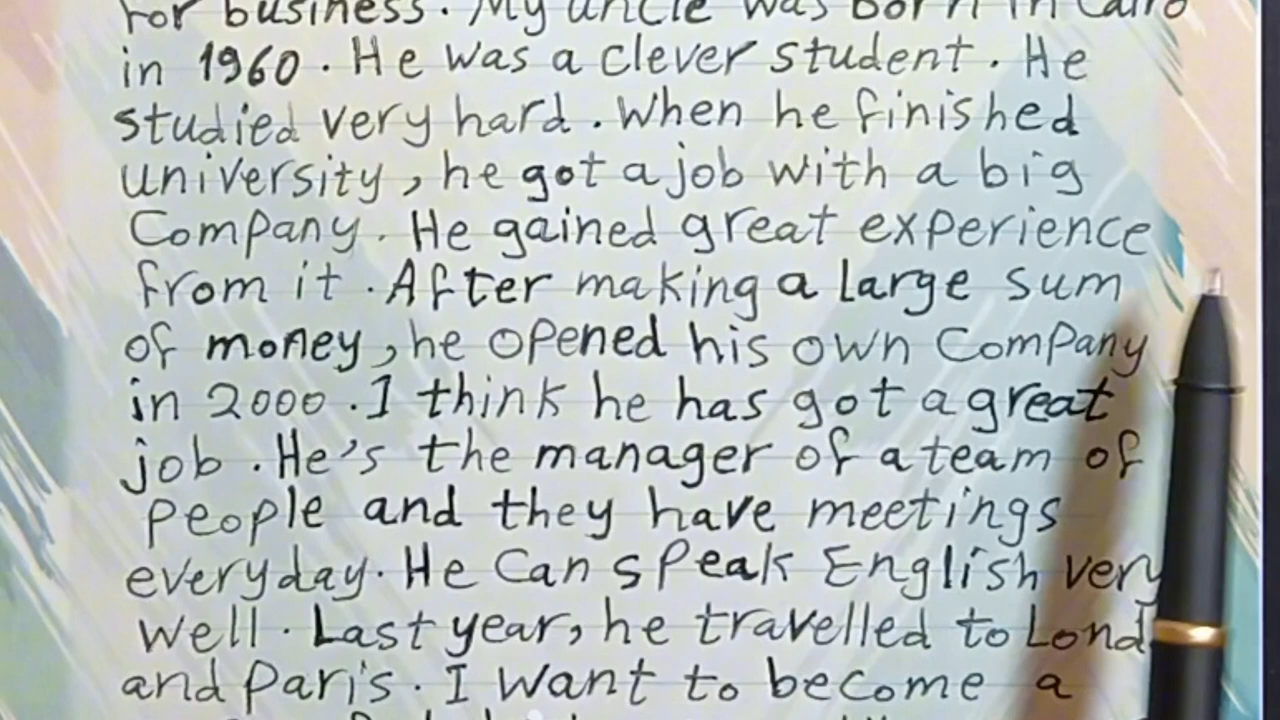 for business. My uncle was born in Cairo
in 1960. He was a clever student. He
studied very hard. When he finished
university, he got a job with a big
Company. He gained great experience
from it. After making a large sum
of money, he opened his own Company
in 2000. I think he has got a great
job. He's the manager of a team of
people and they have meetings
everyday. He Can speak English very
well. Last year, he travelled to Lond
and Paris. I want to become a